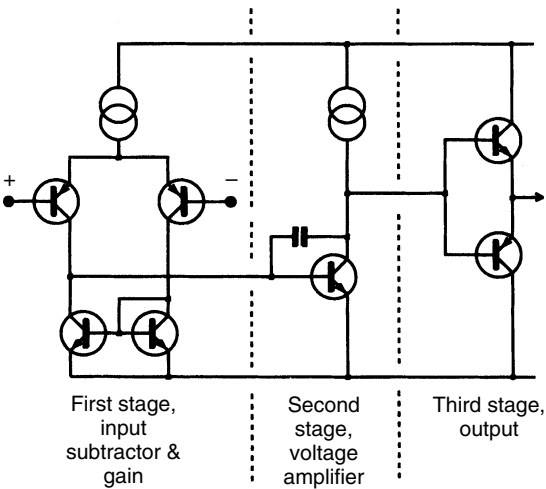 +
−
First stage,
input
subtractor &
gain
Second
stage,
voltage
amplifier
Third stage,
output